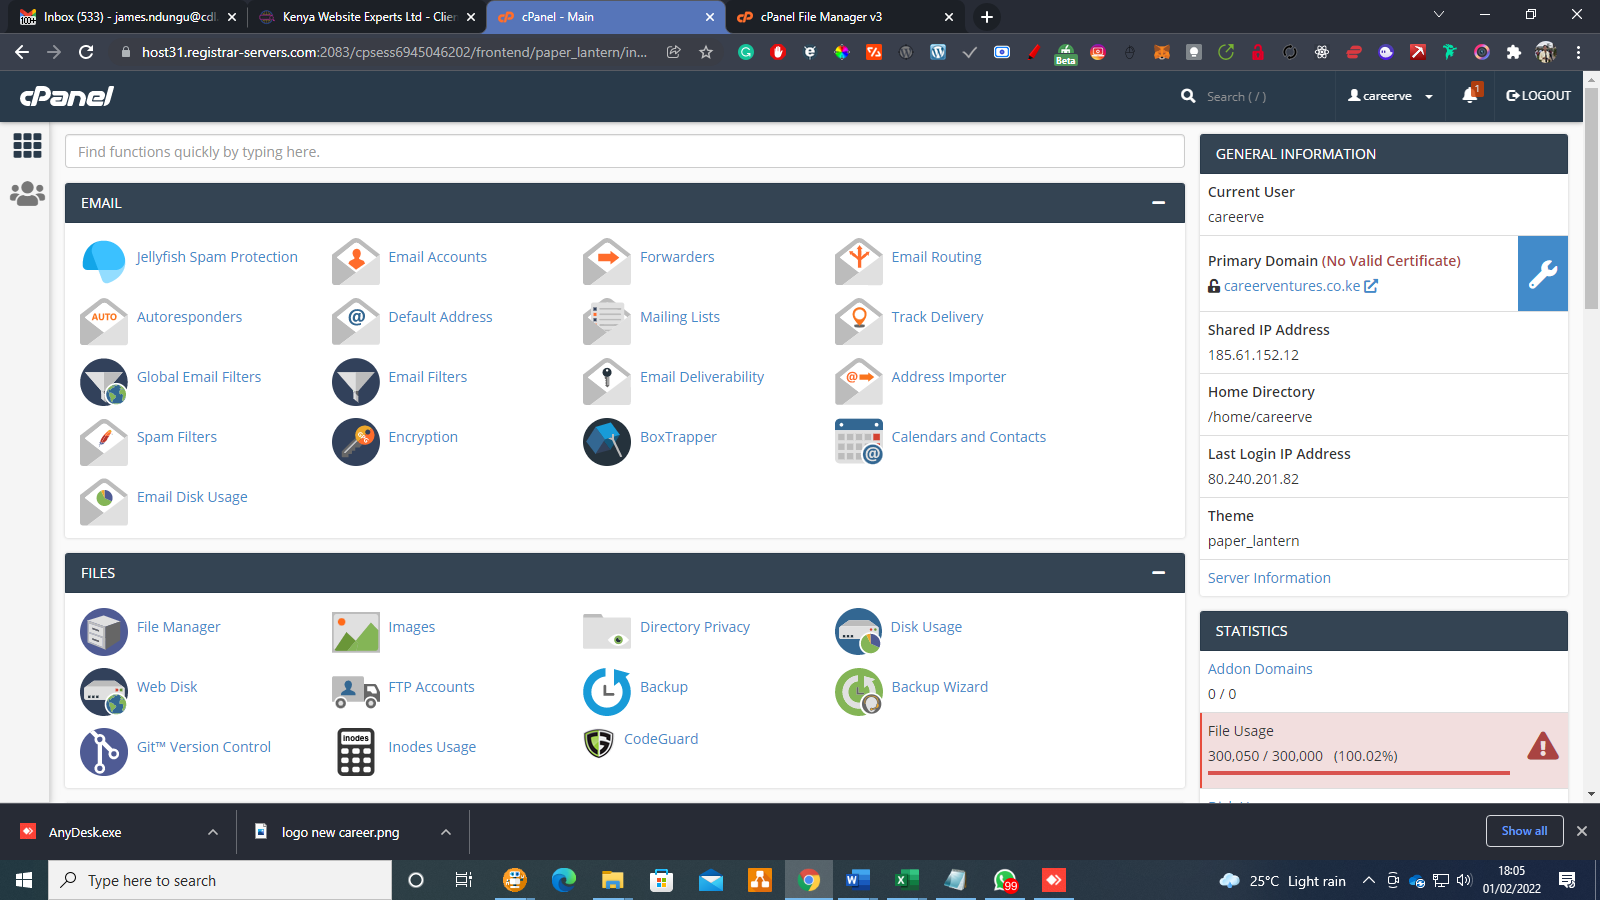 Inbox (533) - james.ndungu@cdl
Kenya Website Experts Ltd - Clien
cPanel - Main
cPanel File Manager v3
host31.registrar-servers.com:2083/cpsess6945046202/frontend/paper_lantern/in...
Beta
cPanel
Search ( / )
careerve
1
LOGOUT
Find functions quickly by typing here.
EMAIL
Jellyfish Spam Protection
Email Accounts
Forwarders
Email Routing
AUTO
Autoresponders
Default Address
Mailing Lists
Track Delivery
Global Email Filters
Email Filters
Email Deliverability
Address Importer
Spam Filters
Encryption
BoxTrapper
Calendars and Contacts
Email Disk Usage
FILES
File Manager
Images
Directory Privacy
Disk Usage
Web Disk
FTP Accounts
Backup
Backup Wizard
Git™ Version Control
Inodes
Inodes Usage
CodeGuard
GENERAL INFORMATION
Current User
careerve
Primary Domain (No Valid Certificate)
careerventures.co.ke
Shared IP Address
185.61.152.12
Home Directory
/home/careerve
Last Login IP Address
80.240.201.82
Theme
paper_lantern
Server Information
STATISTICS
Addon Domains
0 / 0
File Usage
300,050 / 300,000 (100.02%)
AnyDesk.exe
logo new career.png
Show all
Type here to search
99
25°C Light rain
18:05
01/02/2022